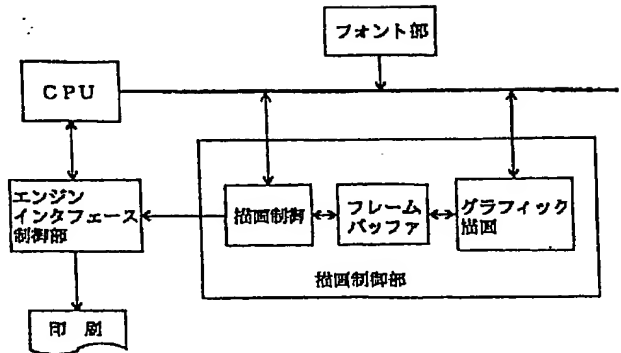 フォント部
CPU
エンジン
インタフェース
制御部
描画制御
フレーム
バッファ
グラフィック
描画
描画制御部
印 刷